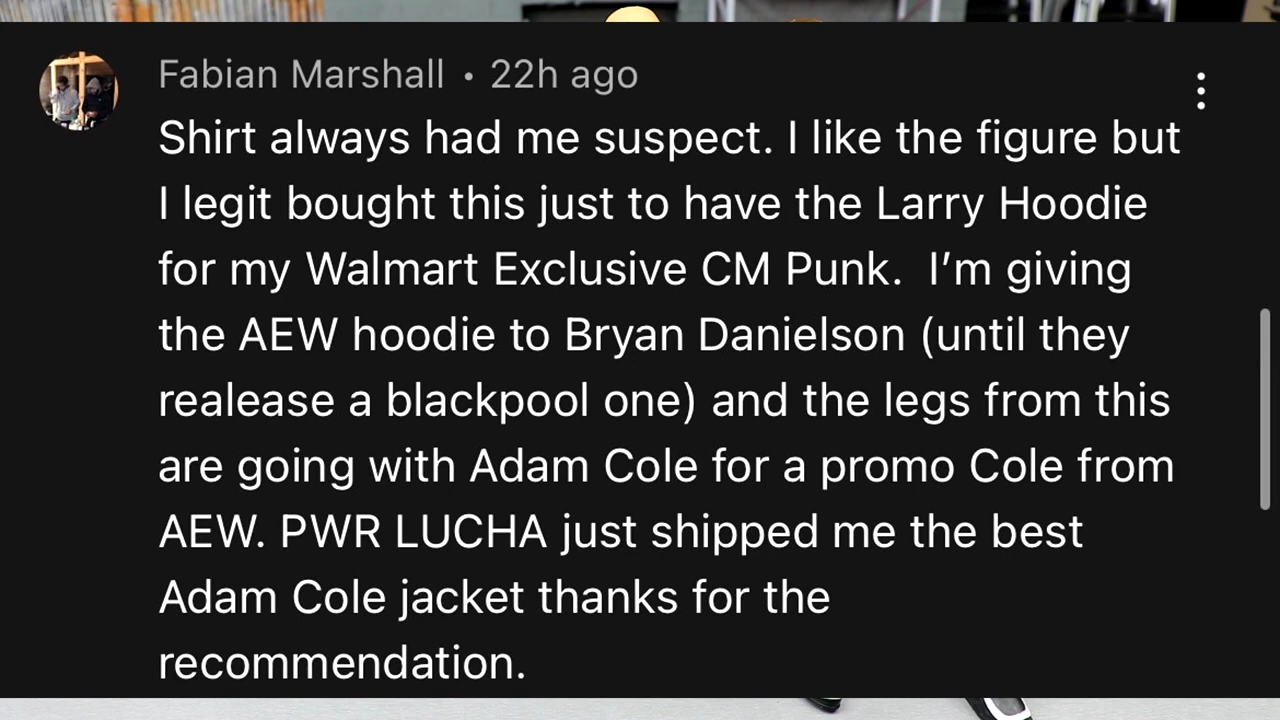 Fabian Marshall • 22h ago
Shirt always had me suspect. I like the figure but
I legit bought this just to have the Larry Hoodie
for my Walmart Exclusive CM Punk.  I’m giving
the AEW hoodie to Bryan Danielson (until they
realease a blackpool one) and the legs from this
are going with Adam Cole for a promo Cole from
AEW. PWR LUCHA just shipped me the best
Adam Cole jacket thanks for the
recommendation.